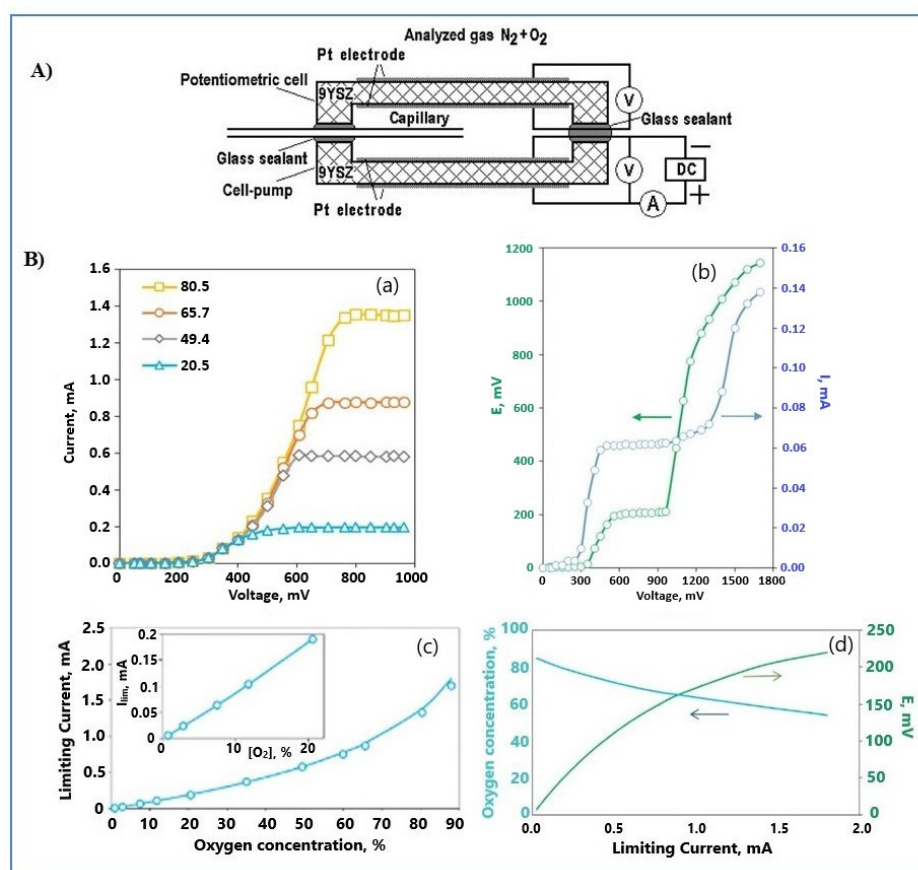 A)
Analyzed gas N₂+O₂
Pt electrode
Potentiometric cell
9YSZ
V
Capillary
Glass sealant
Glass sealant
9YSZ
Cell-pump
V
DC
−
+
A
Pt electrode
B)
(a)
1.6
1.4
1.2
1.0
0.8
0.6
0.4
0.2
0.0
Current, mA
80.5
65.7
49.4
20.5
0 200 400 600 800 1000
Voltage, mV
(b)
1200
1000
800
600
400
200
0
E, mV
0.16
0.14
0.12
0.10
0.08
0.06
0.04
0.02
0.00
I, mA
0 300 600 900 1200 1500 1800
Voltage, mV
(c)
2.5
2.0
1.5
1.0
0.5
0
Limiting Current, mA
0.2
0.15
0.1
0.05
0
Ilim, mA
0 10 20
[O₂], %
0 10 20 30 40 50 60 70 80 90
Oxygen concentration, %
(d)
100
80
60
40
20
0
Oxygen concentration, %
250
200
150
100
50
0
E, mV
0.0 0.5 1.0 1.5 2.0
Limiting Current, mA